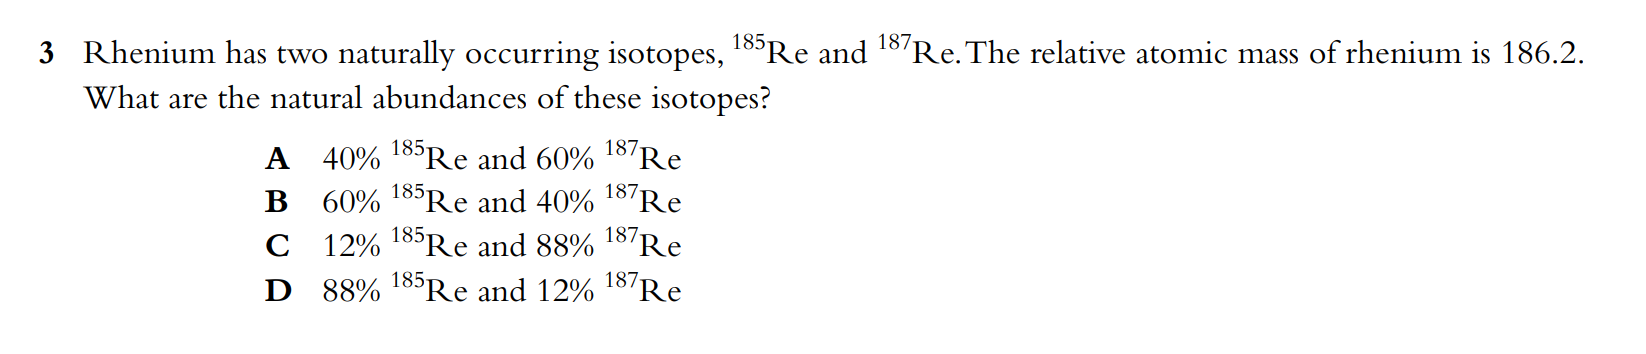 3 Rhenium has two naturally occurring isotopes, ¹⁸⁵Re and ¹⁸⁷Re. The relative atomic mass of rhenium is 186.2.
What are the natural abundances of these isotopes?
A 40% ¹⁸⁵Re and 60% ¹⁸⁷Re
B 60% ¹⁸⁵Re and 40% ¹⁸⁷Re
C 12% ¹⁸⁵Re and 88% ¹⁸⁷Re
D 88% ¹⁸⁵Re and 12% ¹⁸⁷Re